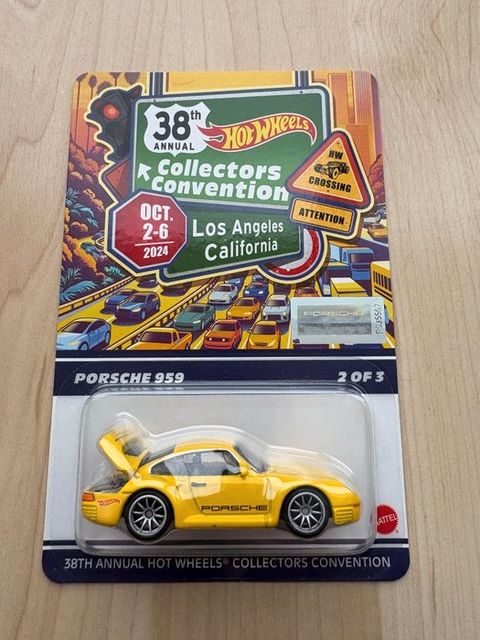 38th
ANNUAL
HOT WHEELS
Collectors
Convention
HW
CROSSING
ATTENTION
OCT.
2-6
2024
Los Angeles
California
PORSCHE
PORSCHE 959
2 OF 3
PORSCHE
MATTEL
38TH ANNUAL HOT WHEELS® COLLECTORS CONVENTION